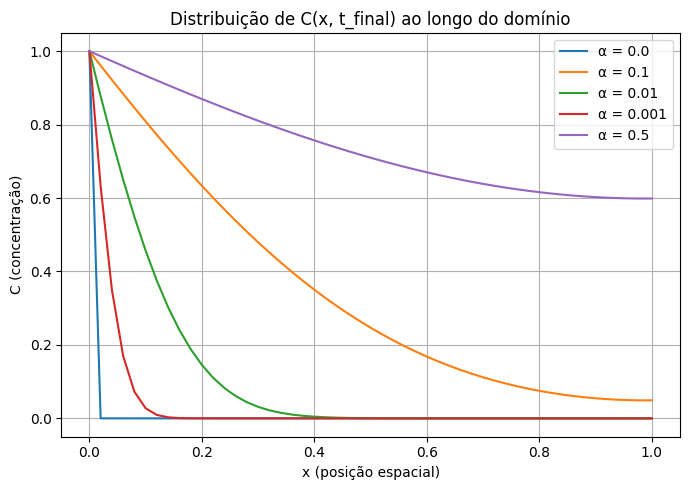 Distribuição de C(x, t_final) ao longo do domínio
1.0
0.8
0.6
0.4
0.2
0.0
C (concentração)
α = 0.0
α = 0.1
α = 0.01
α = 0.001
α = 0.5
0.0 0.2 0.4 0.6 0.8 1.0
x (posição espacial)